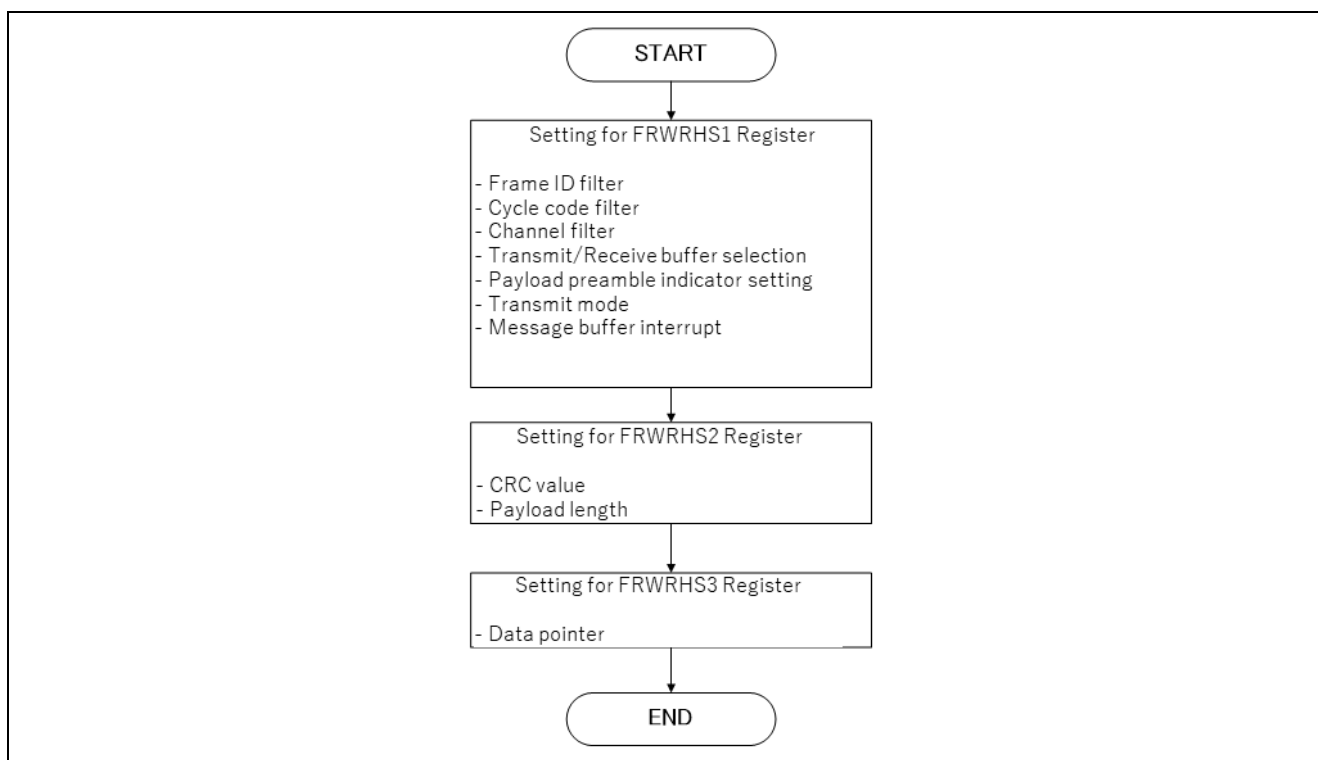 START
Setting for FRWRHS1 Register
- Frame ID filter
- Cycle code filter
- Channel filter
- Transmit/Receive buffer selection
- Payload preamble indicator setting
- Transmit mode
- Message buffer interrupt
Setting for FRWRHS2 Register
- CRC value
- Payload length
Setting for FRWRHS3 Register
- Data pointer
END